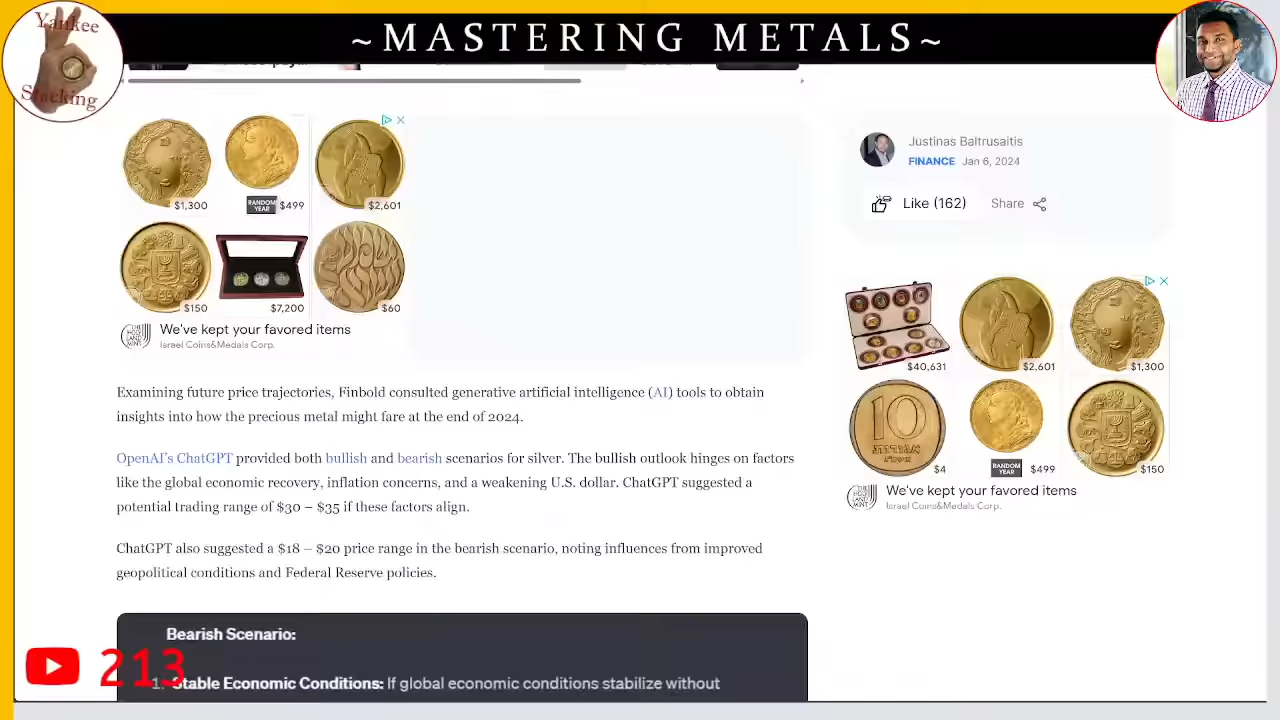 Yankee
Stacking
~MASTERING METALS~
$1,300
RANDOM
YEAR
$499
$2,601
$150
$7,200
$60
We've kept your favored items
Israel Coins&Medals Corp.
Justinas Baltrusaitis
FINANCE Jan 6, 2024
Like (162)
Share
$40,631
$2,601
$1,300
10
אגורות
$4
RANDOM
YEAR
$499
$150
We've kept your favored items
Israel Coins&Medals Corp.
Examining future price trajectories, Finbold consulted generative artificial intelligence (AI) tools to obtain
insights into how the precious metal might fare at the end of 2024.
OpenAI's ChatGPT provided both bullish and bearish scenarios for silver. The bullish outlook hinges on factors
like the global economic recovery, inflation concerns, and a weakening U.S. dollar. ChatGPT suggested a
potential trading range of $30 – $35 if these factors align.
ChatGPT also suggested a $18 – $20 price range in the bearish scenario, noting influences from improved
geopolitical conditions and Federal Reserve policies.
Bearish Scenario:
213
1. Stable Economic Conditions: If global economic conditions stabilize without